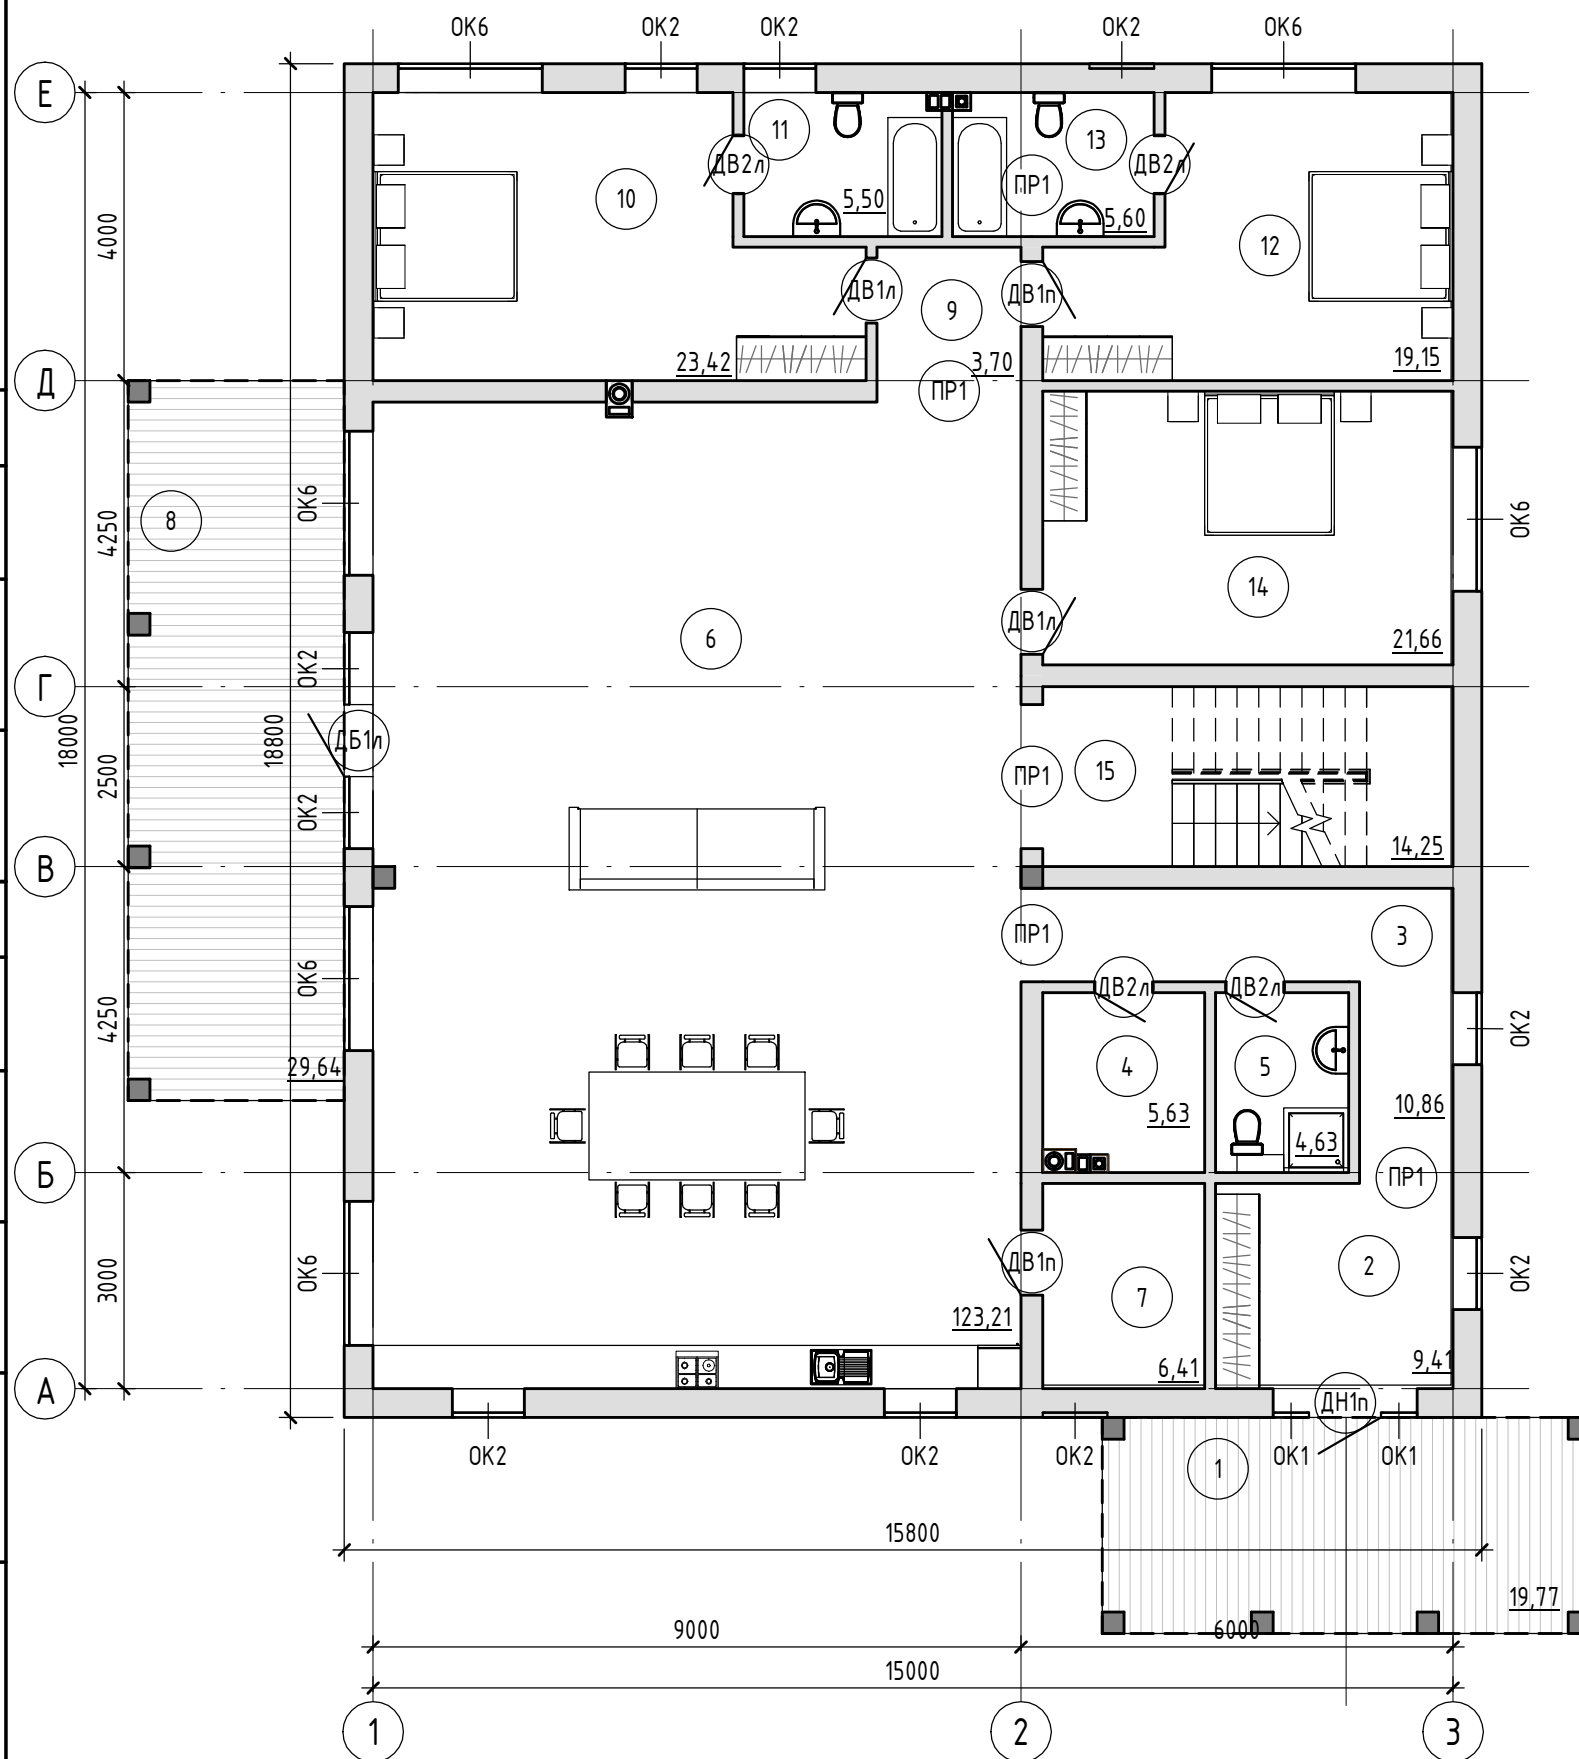 ОК6
ОК2
ОК2
ОК2
ОК6
Е
11
13
ДВ2л
ПР1
ДВ2л
10
5,50
5,60
4000
12
ДВ1л
9
ДВ1п
23,42
3,70
19,15
Д
ПР1
ОК6
8
4250
ОК6
14
ДВ1л
6
21,66
ОК2
Г
18000
18800
ДБ1л
2500
ПР1
15
ОК2
14,25
В
ПР1
3
ОК6
ДВ2л
ДВ2л
4250
ОК2
29,64
4
5
10,86
5,63
4,63
Б
ПР1
3000
ОК6
ДВ1п
2
ОК2
7
123,21
6,41
9,41
А
ДН1п
ОК2
ОК2
ОК2
ОК1
ОК1
1
15800
19,77
9000
6000
15000
1
2
3